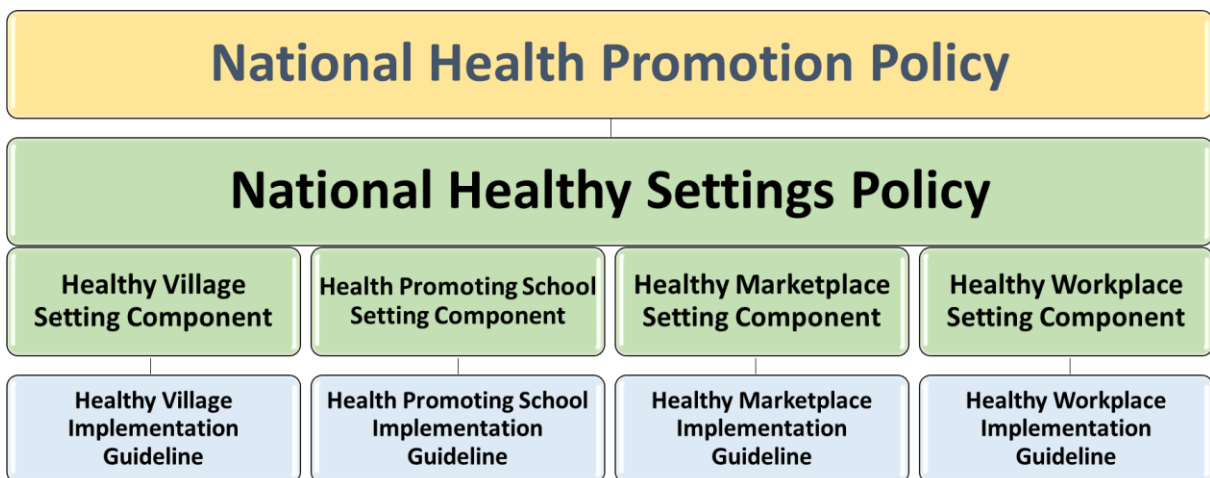 National Health Promotion Policy
National Healthy Settings Policy
Healthy Village
Setting Component
Health Promoting School
Setting Component
Healthy Marketplace
Setting Component
Healthy Workplace
Setting Component
Healthy Village
Implementation
Guideline
Health Promoting School
Implementation
Guideline
Healthy Marketplace
Implementation
Guideline
Healthy Workplace
Implementation
Guideline